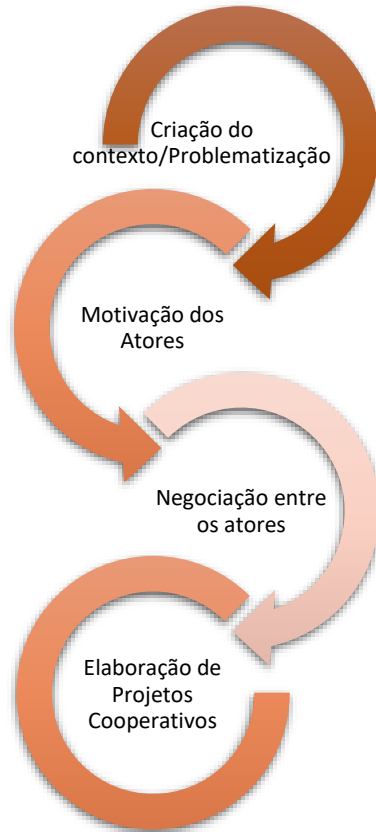 Criação do
contexto/Problematização
Motivação dos
Atores
Negociação entre
os atores
Elaboração de
Projetos
Cooperativos